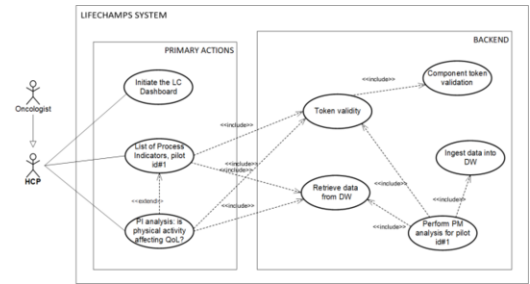 LIFECHAMPS SYSTEM
PRIMARY ACTIONS
BACKEND
Oncologist
HCP
Initiate the LC
Dashboard
List of Process
Indicators, pilot
id#1
<<extend>>
PI analysis: is
physical activity
affecting QoL?
<<include>>
<<include>>
<<include>>
<<include>>
Token validity
<<include>>
Component token
validation
Retrieve data
from DW
Ingest data into
DW
<<include>>
<<include>>
<<include>>
Perform PM
analysis for pilot
id#1